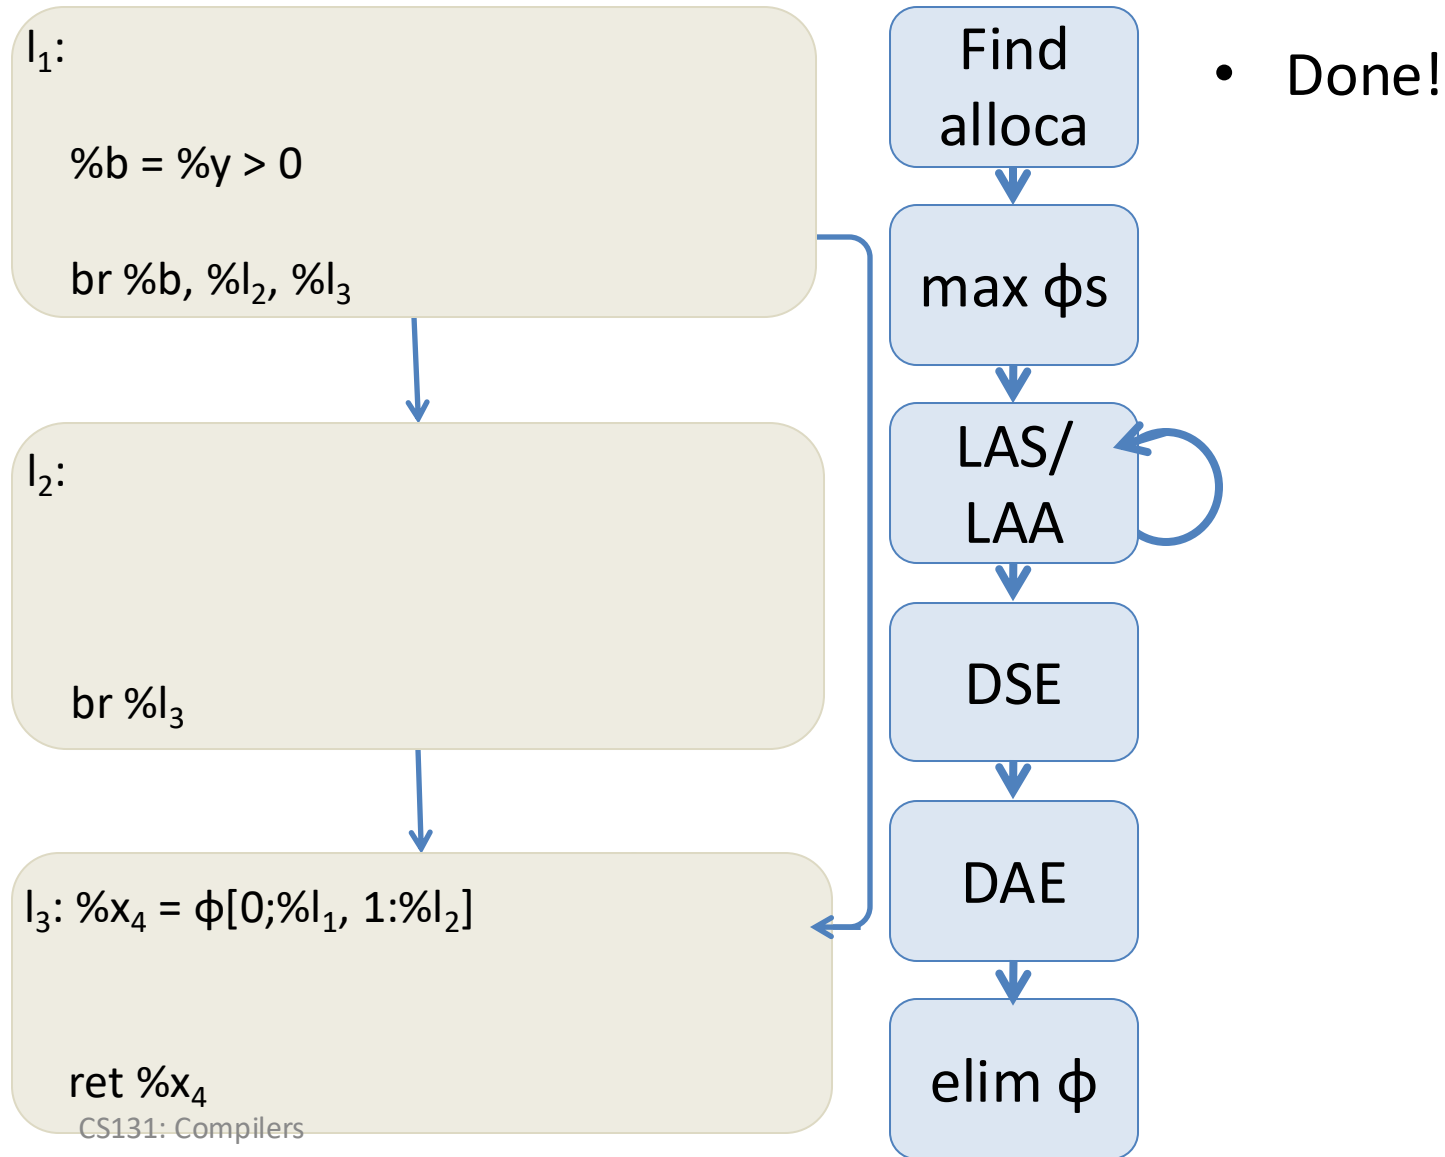 l₁:
%b = %y > 0
br %b, %l₂, %l₃
l₂:
br %l₃
l₃: %x₄ = ϕ[0;%l₁, 1:%l₂]
ret %x₄
CS131: Compilers
Find
alloca
max ϕs
LAS/
LAA
DSE
DAE
elim ϕ
• Done!